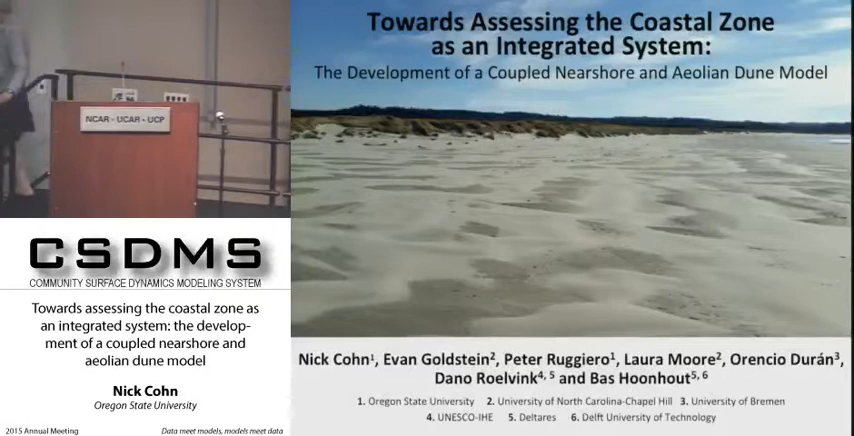 NCAR - UCAR - UCP
CSDMS
COMMUNITY SURFACE DYNAMICS MODELING SYSTEM
Towards assessing the coastal zone as
an integrated system: the develop-
ment of a coupled nearshore and
aeolian dune model
Nick Cohn
Oregon State University
2015 Annual Meeting
Data meet models, models meet data
Towards Assessing the Coastal Zone
as an Integrated System:
The Development of a Coupled Nearshore and Aeolian Dune Model
Nick Cohn¹, Evan Goldstein², Peter Ruggiero¹, Laura Moore², Orencio Durán³,
Dano Roelvink⁴, ⁵ and Bas Hoonhout⁵, ⁶
1. Oregon State University 2. University of North Carolina-Chapel Hill 3. University of Bremen
4. UNESCO-IHE 5. Deltares 6. Delft University of Technology